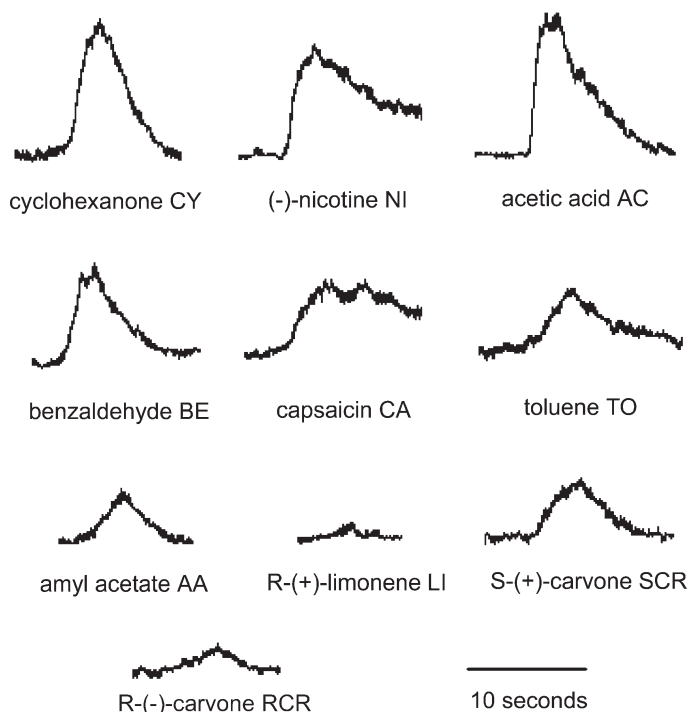 cyclohexanone CY
(-)-nicotine NI
acetic acid AC
benzaldehyde BE
capsaicin CA
toluene TO
amyl acetate AA
R-(+)-limonene LI
S-(+)-carvone SCR
R-(-)-carvone RCR
10 seconds